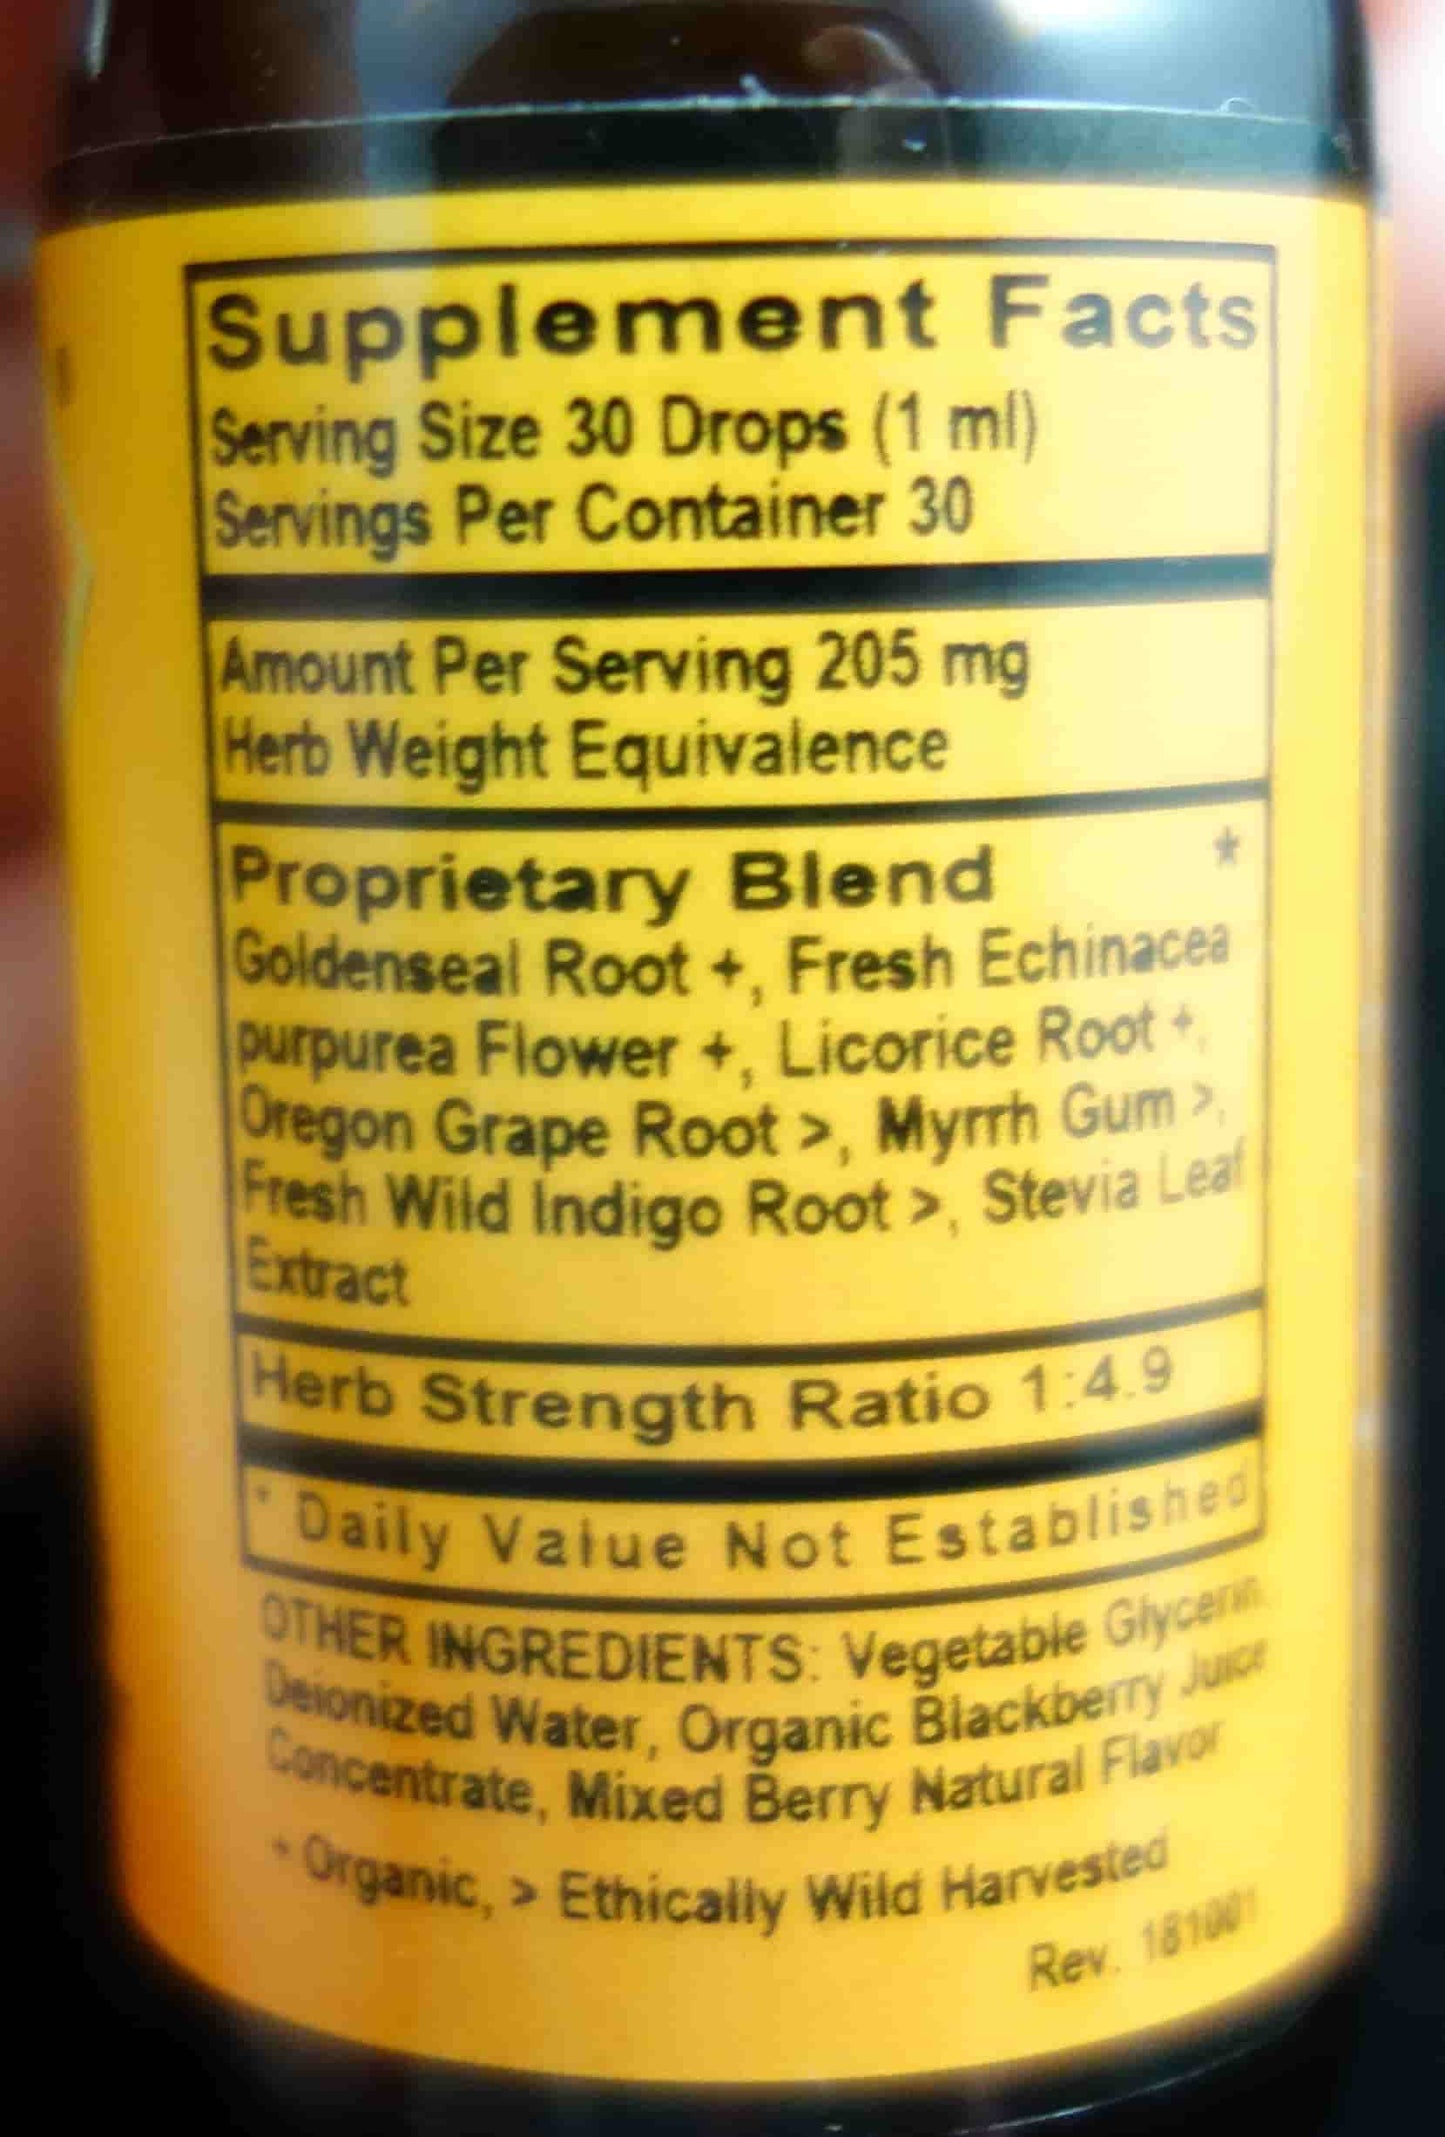 Supplement Facts
Serving Size 30 Drops (1 ml)
Servings Per Container 30
Amount Per Serving 205 mg
Herb Weight Equivalence
Proprietary Blend *
Goldenseal Root +, Fresh Echinacea
purpurea Flower +, Licorice Root +,
Oregon Grape Root >, Myrrh Gum >,
Fresh Wild Indigo Root >, Stevia Leaf
Extract
Herb Strength Ratio 1:4.9
* Daily Value Not Established
OTHER INGREDIENTS: Vegetable Glycerin,
Deionized Water, Organic Blackberry Juice
Concentrate, Mixed Berry Natural Flavor
+ Organic, > Ethically Wild Harvested
Rev. 181001